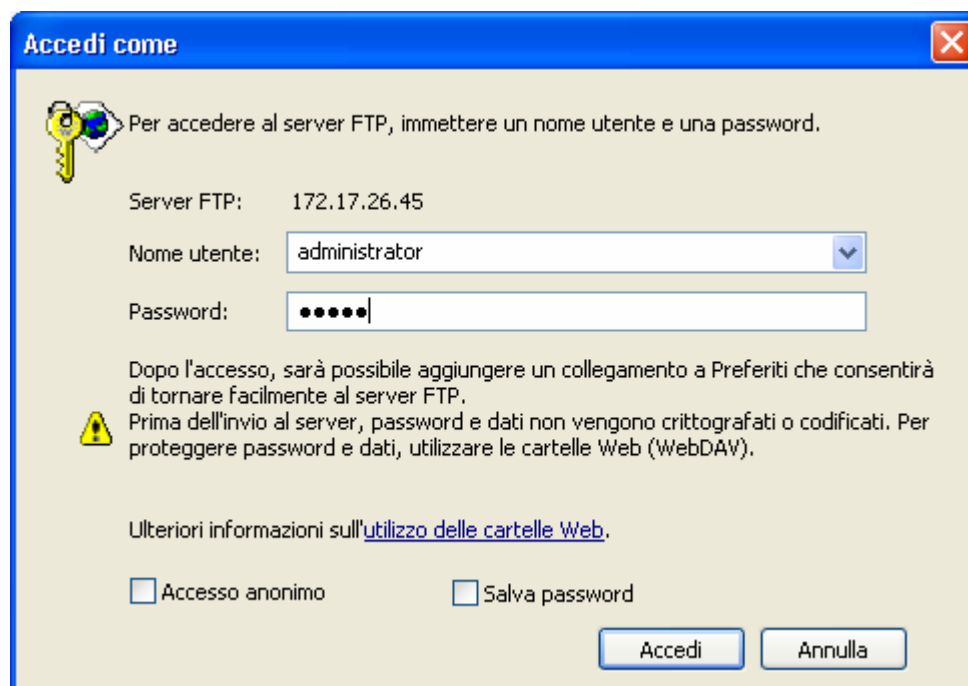 Accedi come
Per accedere al server FTP, immettere un nome utente e una password.
Server FTP: 172.17.26.45
Nome utente: administrator
Password: •••••
Dopo l'accesso, sarà possibile aggiungere un collegamento a Preferiti che consentirà
di tornare facilmente al server FTP.
Prima dell'invio al server, password e dati non vengono crittografati o codificati. Per
proteggere password e dati, utilizzare le cartelle Web (WebDAV).
Ulteriori informazioni sull'utilizzo delle cartelle Web.
Accesso anonimo Salva password
Accedi Annulla